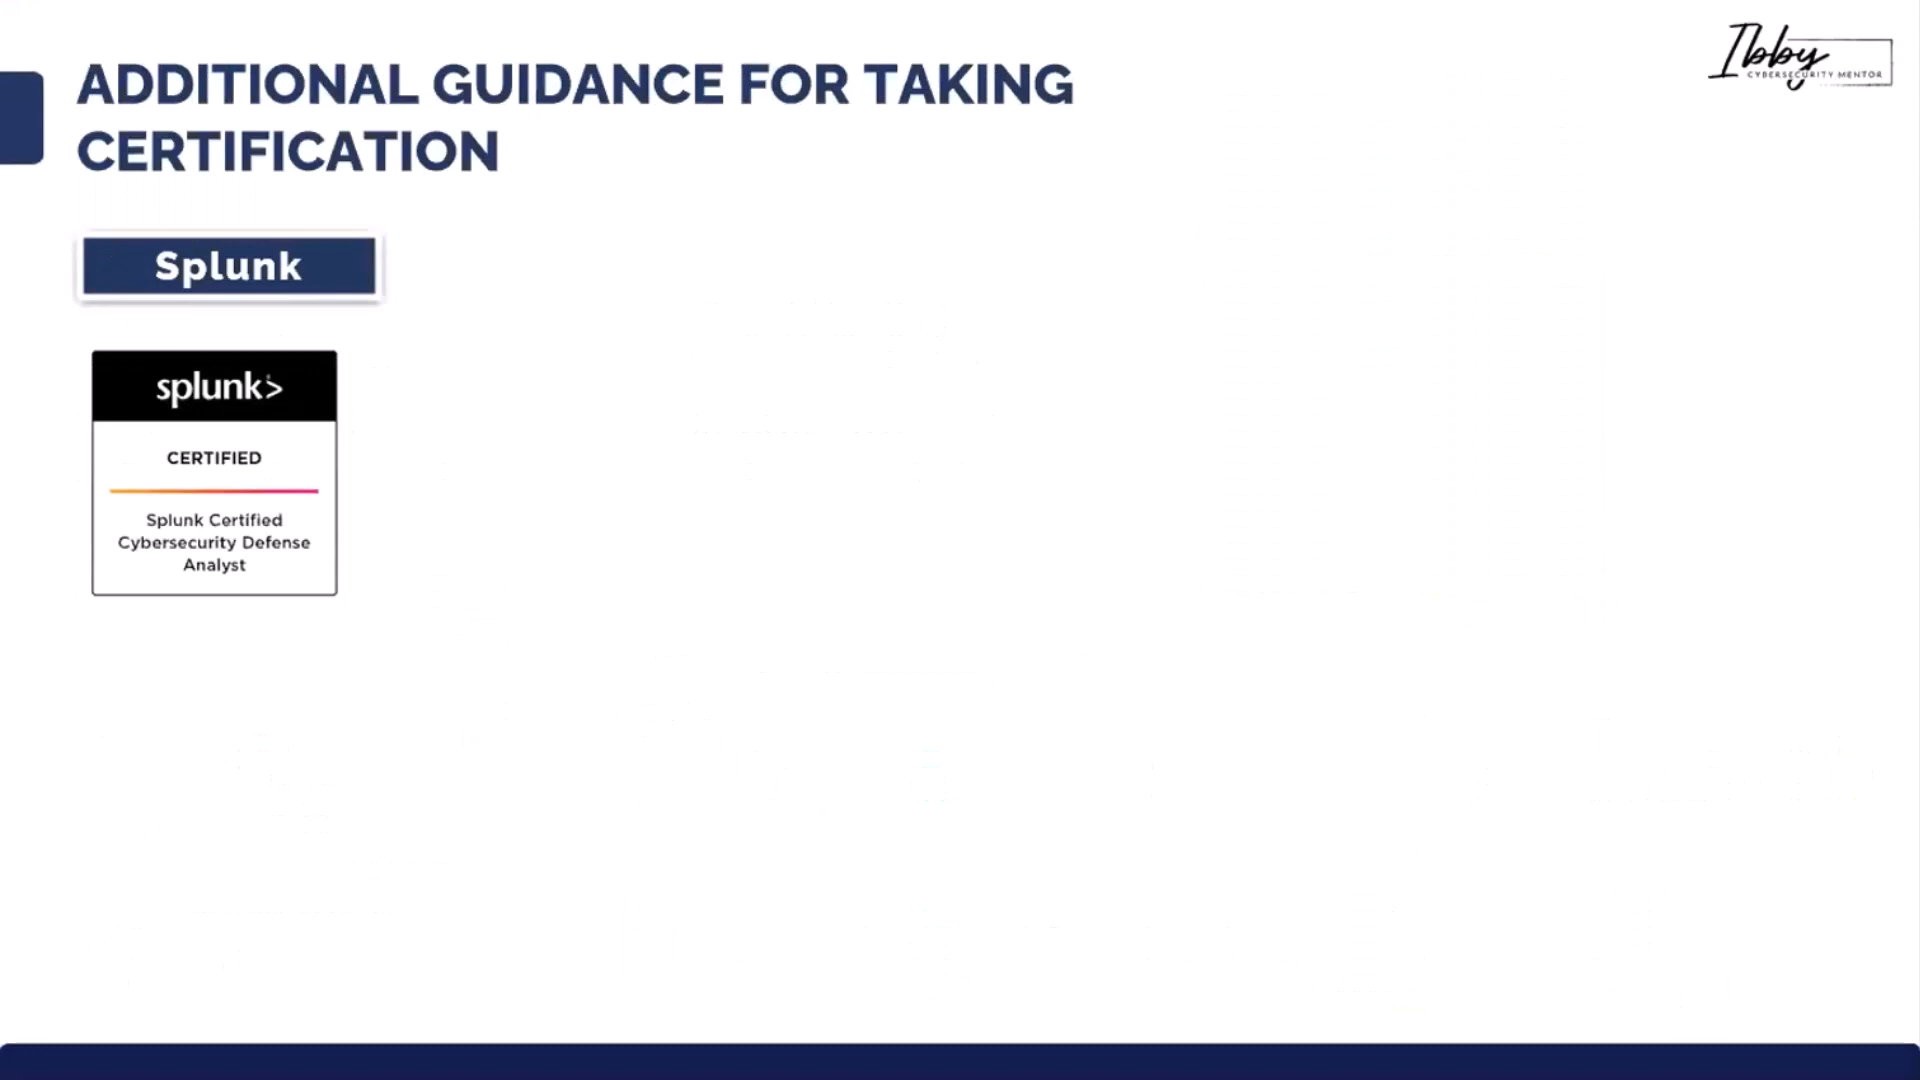 Ibby
CYBERSECURITY MENTOR
ADDITIONAL GUIDANCE FOR TAKING
CERTIFICATION
Splunk
splunk>
CERTIFIED
Splunk Certified
Cybersecurity Defense
Analyst